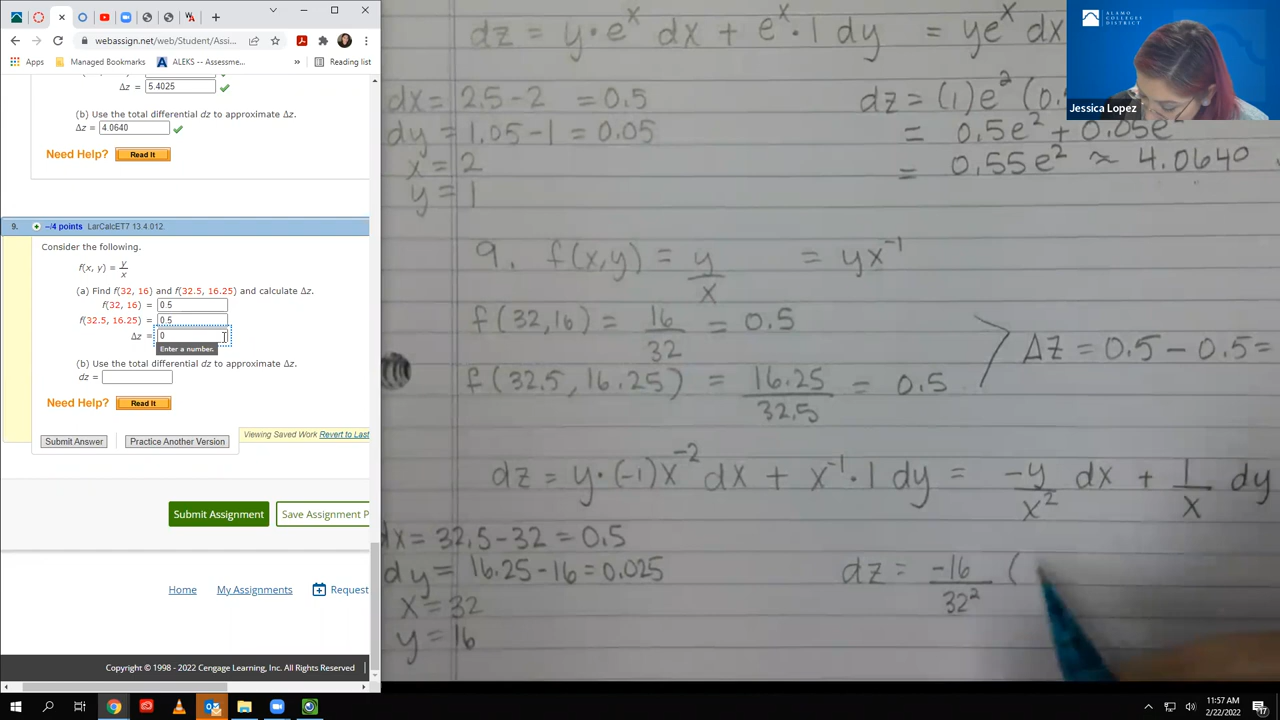 webassign.net/web/Student/Assi...
Apps
Managed Bookmarks
ALEKS -- Assessme...
»
Reading list
Δz = 5.4025
(b) Use the total differential dz to approximate Δz.
Δz = 4.0640
Need Help?
Read It
9.
–/4 points
LarCalcET7 13.4.012.
Consider the following.
f(x, y) = y/x
(a) Find f(32, 16) and f(32.5, 16.25) and calculate Δz.
f(32, 16) = 0.5
f(32.5, 16.25) = 0.5
Δz = 0
Enter a number.
(b) Use the total differential dz to approximate Δz.
dz =
Need Help?
Read It
Submit Answer
Practice Another Version
Viewing Saved Work Revert to Last
Submit Assignment
Save Assignment P
Home
My Assignments
Request
Copyright © 1998 - 2022 Cengage Learning, Inc. All Rights Reserved
dz = y·e^x dx + e^x·1 dy = ye^x dx
dx = 2.5-2 = 0.5
dy = 1.05-1 = 0.05
x = 2
y = 1
dz = (1)e² (0.
= 0.5e² + 0.05e
= 0.55e² ≈ 4.0640
9. f(x,y) = y/x = yx⁻¹
f(32,16) = 16/32 = 0.5
f(32.5, 16.25) = 16.25/32.5 = 0.5
ΔZ = 0.5 - 0.5 =
dz = y·(-1)x⁻² dx + x⁻¹·1 dy = -y/x² dx + 1/x dy
dx = 32.5-32 = 0.5
dy = 16.25-16 = 0.025
x = 32
y = 16
dz = -16/32² (
ALAMO
COLLEGES
DISTRICT
Jessica Lopez
11:57 AM
2/22/2022
17